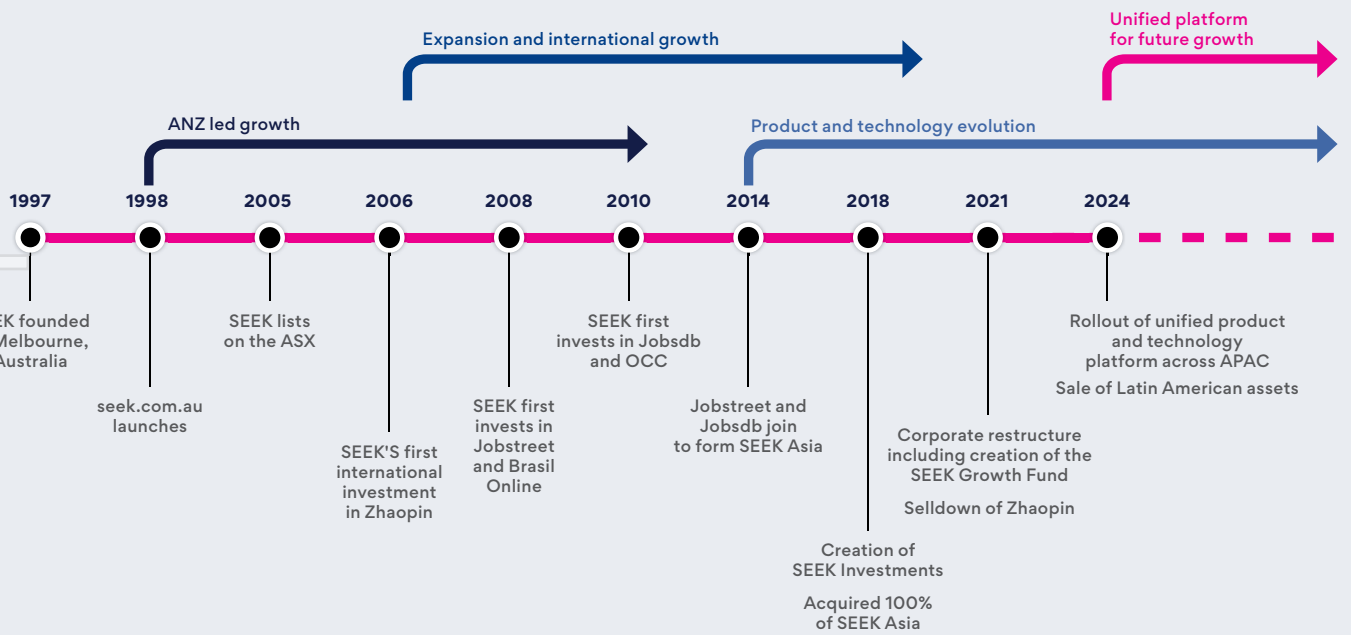 Unified platform
for future growth
Expansion and international growth
ANZ led growth
Product and technology evolution
1997
1998
2005
2006
2008
2010
2014
2018
2021
2024
EK founded
Melbourne,
Australia
seek.com.au
launches
SEEK lists
on the ASX
SEEK'S first
international
investment
in Zhaopin
SEEK first
invests in
Jobstreet
and Brasil
Online
SEEK first
invests in Jobsdb
and OCC
Jobstreet and
Jobsdb join
to form SEEK Asia
Creation of
SEEK Investments
Acquired 100%
of SEEK Asia
Corporate restructure
including creation of the
SEEK Growth Fund
Selldown of Zhaopin
Rollout of unified product
and technology
platform across APAC
Sale of Latin American assets